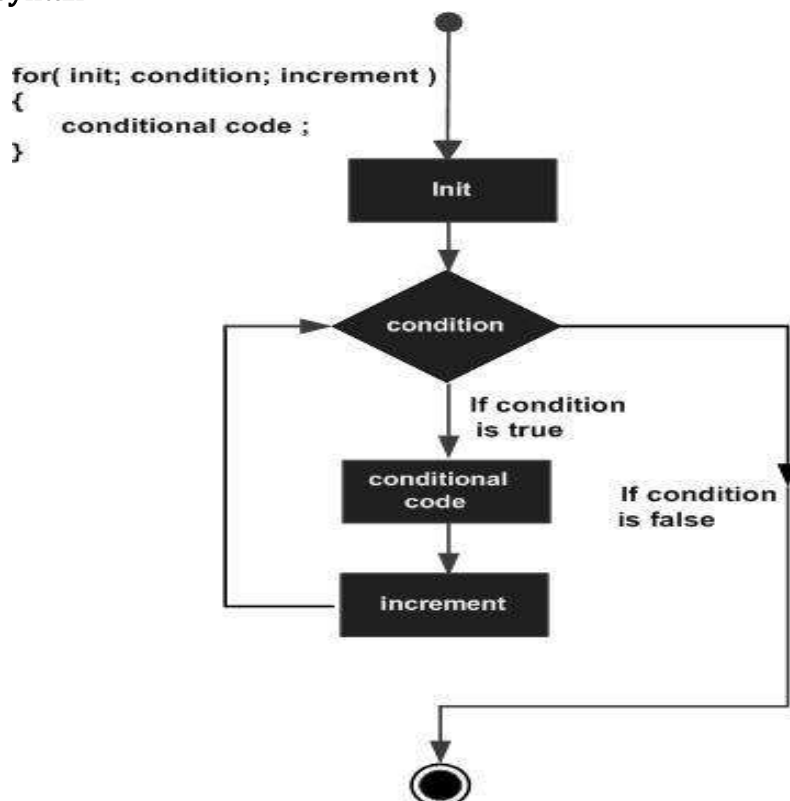 for( init; condition; increment )
{
conditional code ;
}
Init
condition
If condition
is true
conditional
code
If condition
is false
increment